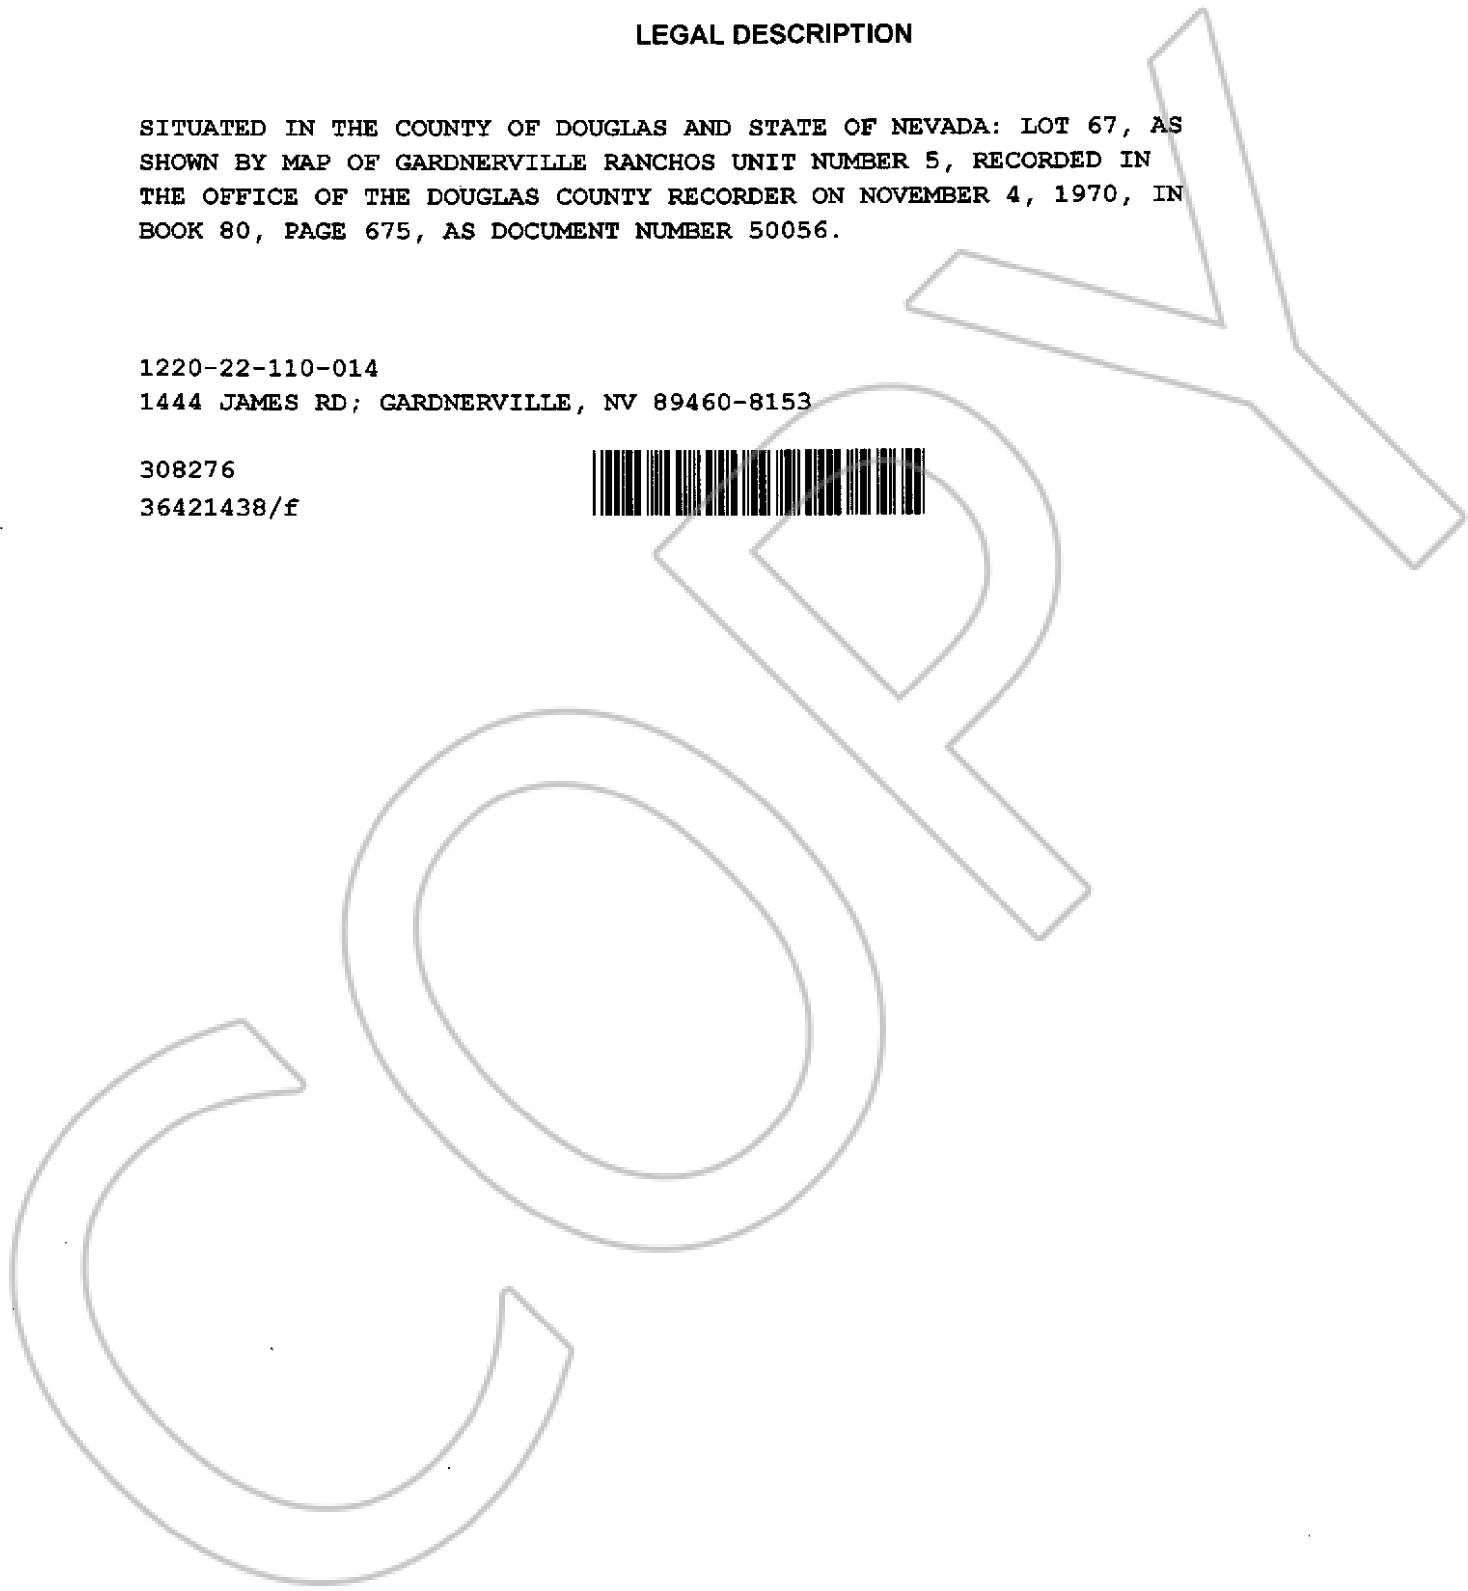 LEGAL DESCRIPTION
SITUATED IN THE COUNTY OF DOUGLAS AND STATE OF NEVADA: LOT 67, AS
SHOWN BY MAP OF GARDNERVILLE RANCHOS UNIT NUMBER 5, RECORDED IN
THE OFFICE OF THE DOUGLAS COUNTY RECORDER ON NOVEMBER 4, 1970, IN
BOOK 80, PAGE 675, AS DOCUMENT NUMBER 50056.
1220-22-110-014
1444 JAMES RD; GARDNERVILLE, NV 89460-8153
308276
36421438/f
COPY